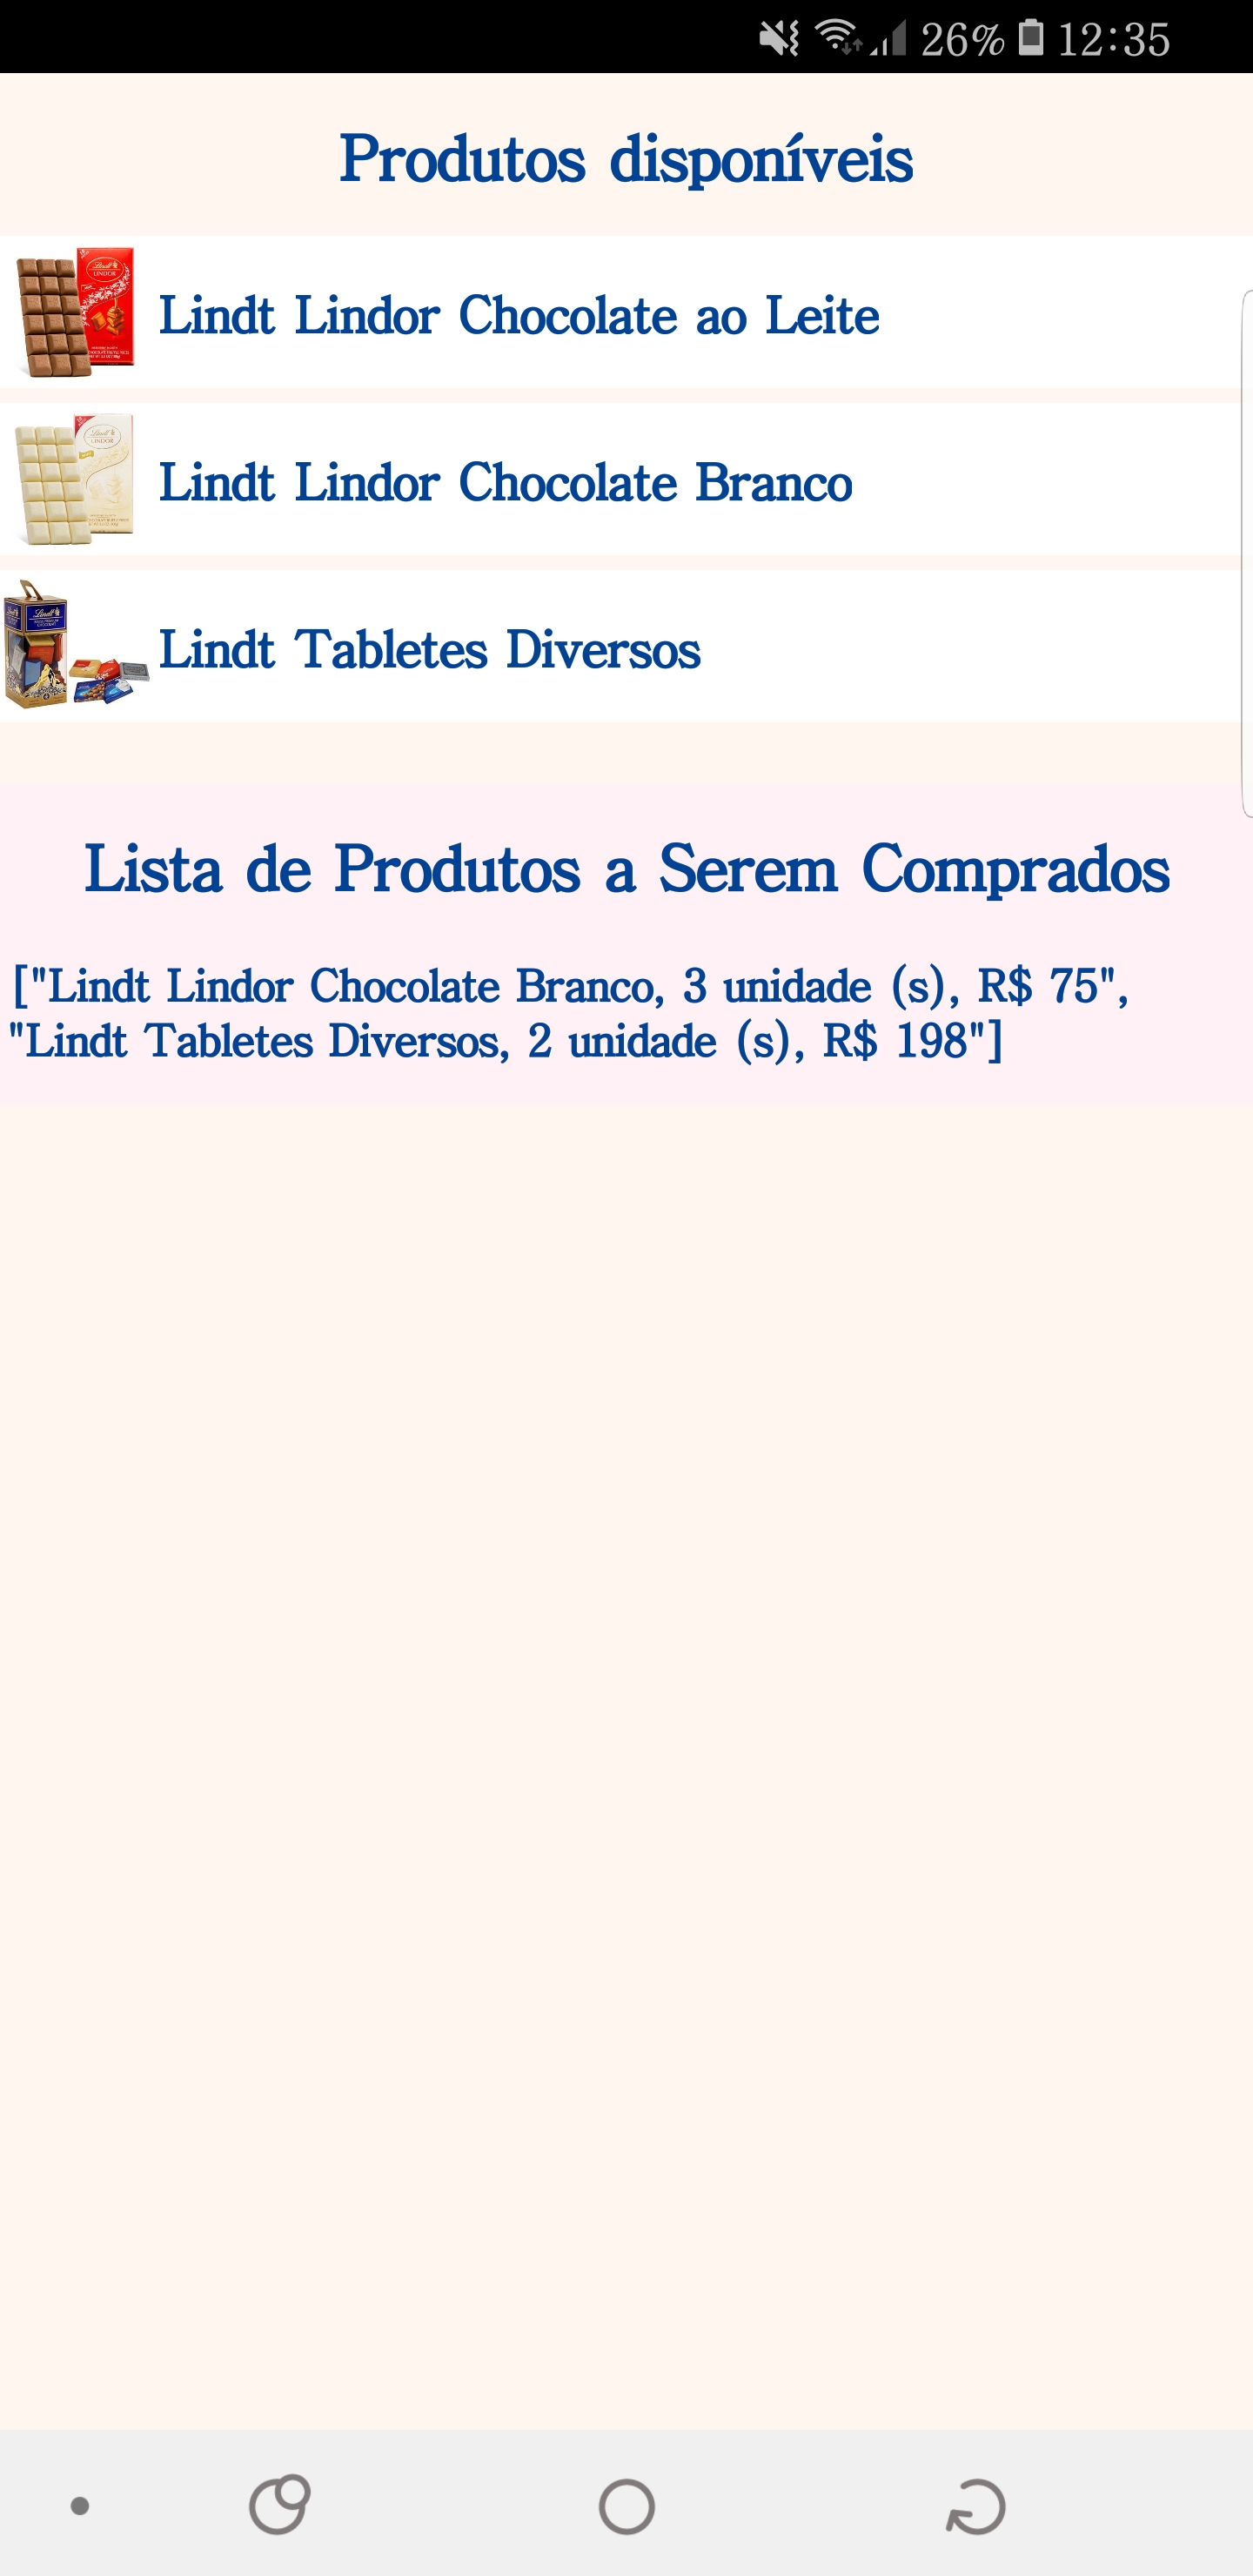 26% 12:35
Produtos disponíveis
Lindt Lindor Chocolate ao Leite
Lindt Lindor Chocolate Branco
Lindt Tabletes Diversos
Lista de Produtos a Serem Comprados
["Lindt Lindor Chocolate Branco, 3 unidade (s), R$ 75",
"Lindt Tabletes Diversos, 2 unidade (s), R$ 198"]